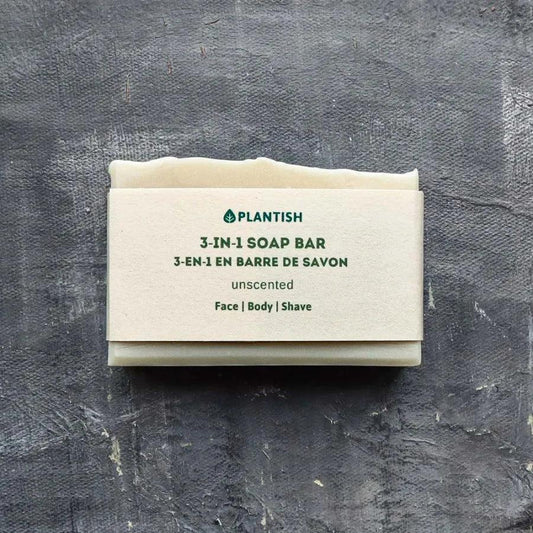 PLANTISH
3-IN-1 SOAP BAR
3-EN-1 EN BARRE DE SAVON
unscented
Face | Body | Shave